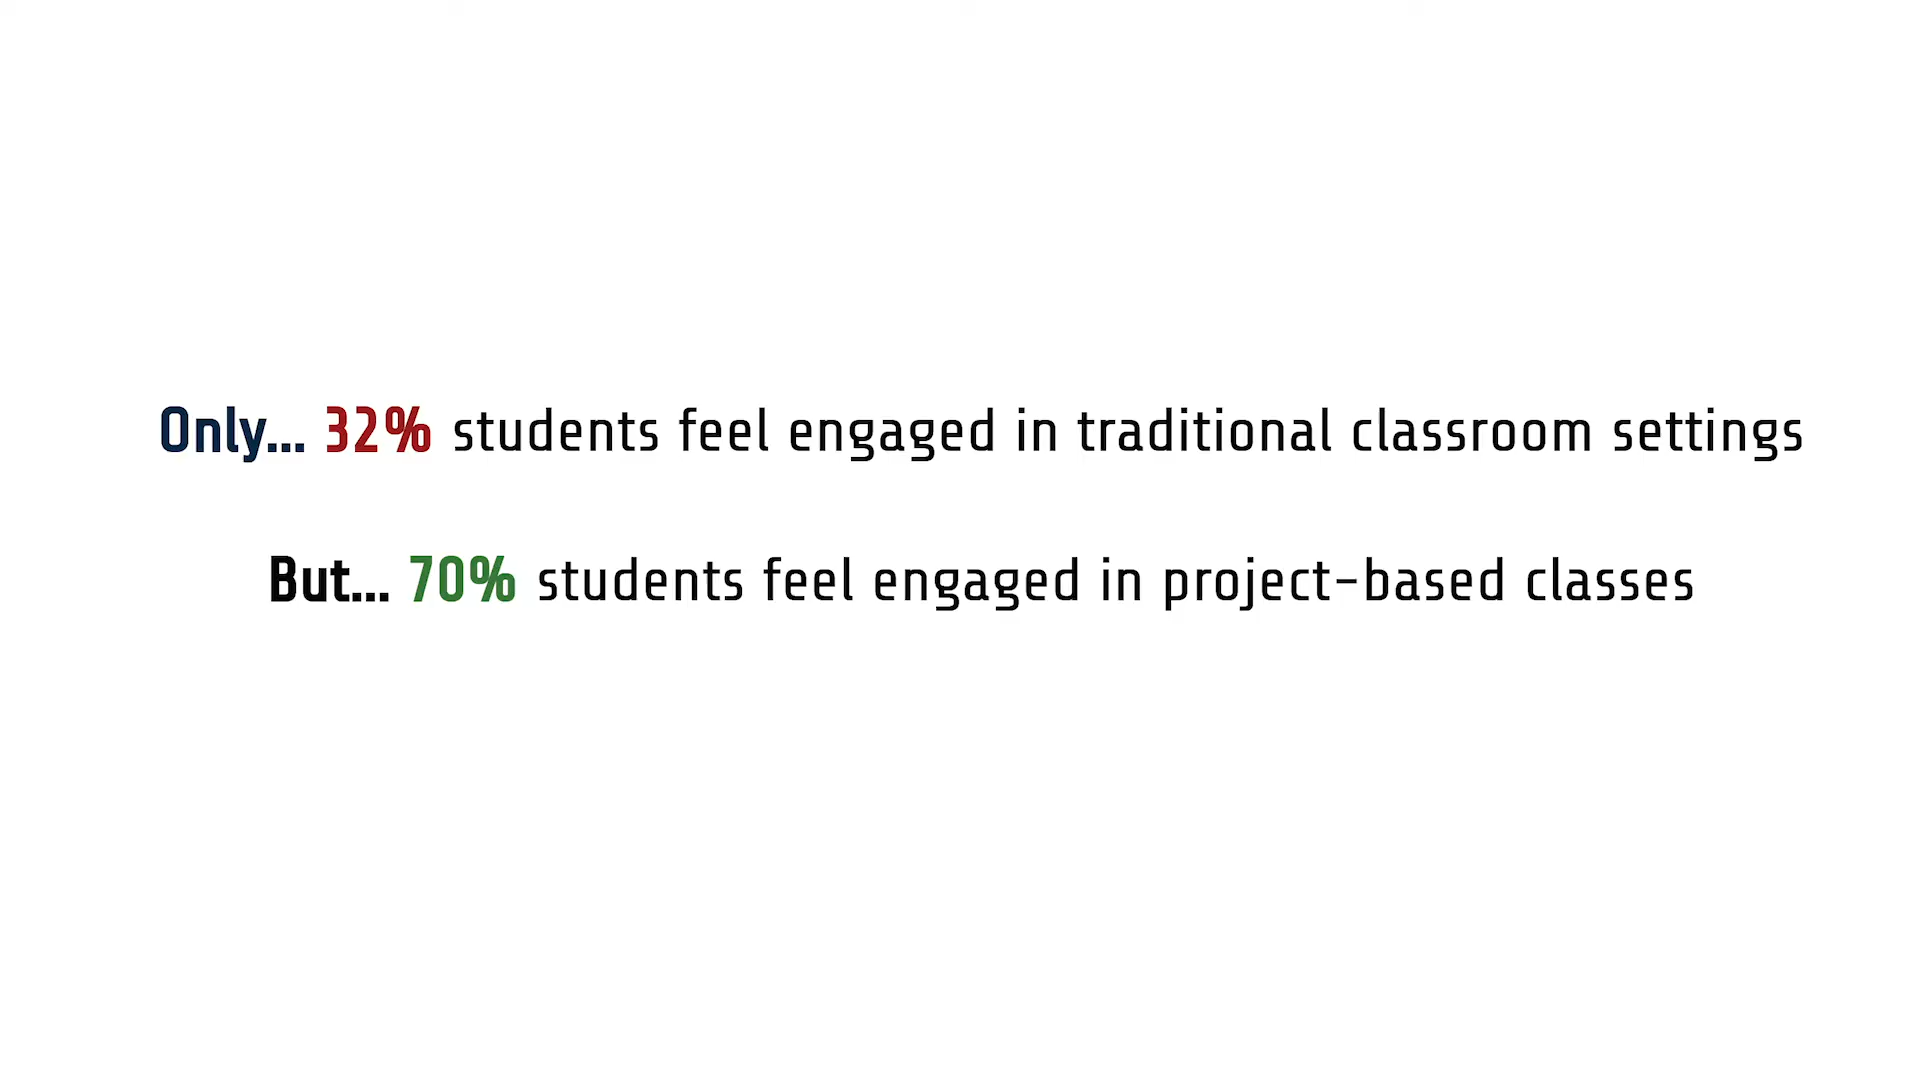 Only... 32% students feel engaged in traditional classroom settings
But... 70% students feel engaged in project-based classes